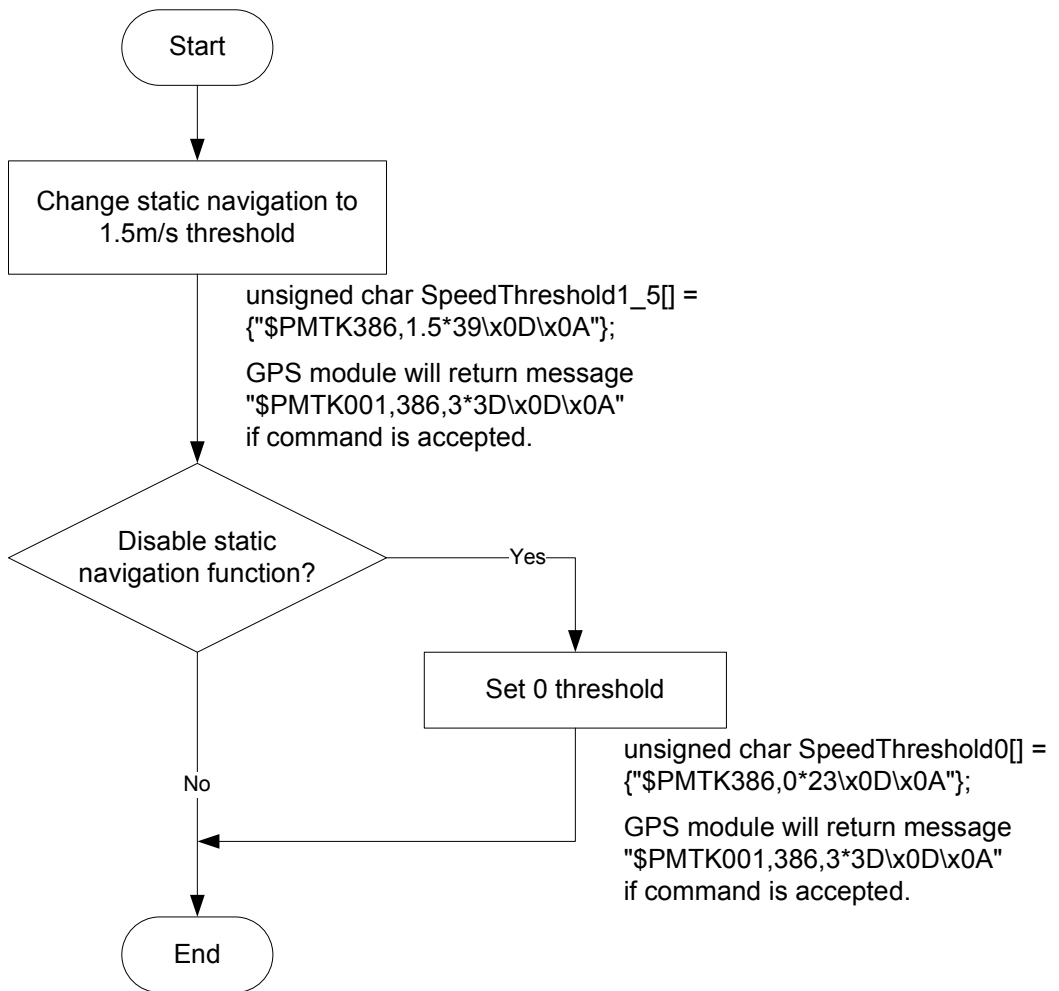 Start
Change static navigation to
1.5m/s threshold
unsigned char SpeedThreshold1_5[] =
{"$PMTK386,1.5*39\x0D\x0A"};
GPS module will return message
"$PMTK001,386,3*3D\x0D\x0A"
if command is accepted.
Disable static
navigation function?
Yes
Set 0 threshold
unsigned char SpeedThreshold0[] =
{"$PMTK386,0*23\x0D\x0A"};
No
GPS module will return message
"$PMTK001,386,3*3D\x0D\x0A"
if command is accepted.
End